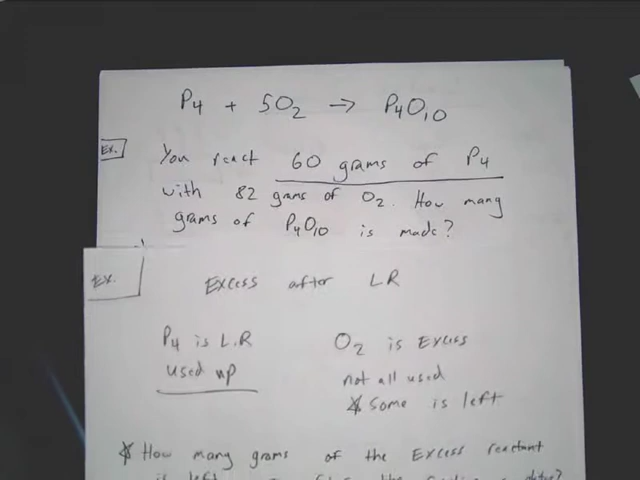 P4 + 5O2 → P4O10
Ex.
You react 60 grams of P4
with 82 grams of O2. How many
grams of P4O10 is made?
Ex.
Excess after LR
P4 is L.R
used up
O2 is Excess
not all used
* Some is left
* How many grams of the Excess reactant
is left